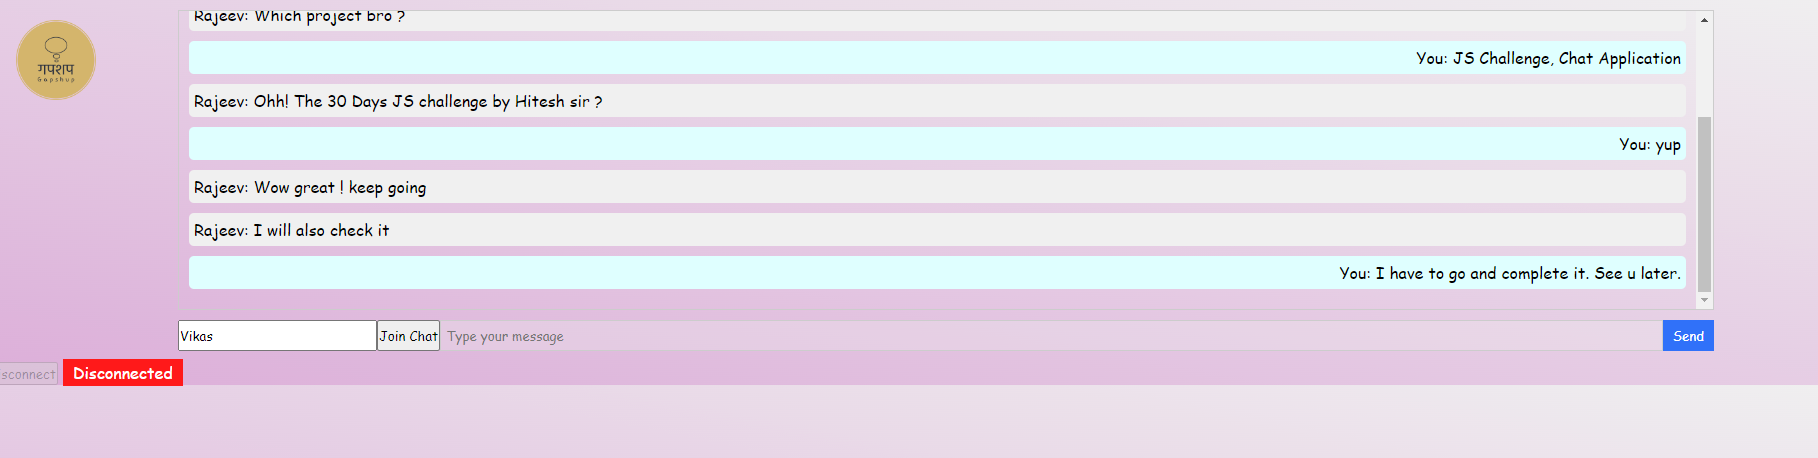 Rajeev: Which project bro ?
गपशप
Gapshup
You: JS Challenge, Chat Application
Rajeev: Ohh! The 30 Days JS challenge by Hitesh sir ?
You: yup
Rajeev: Wow great ! keep going
Rajeev: I will also check it
You: I have to go and complete it. See u later.
Vikas Join Chat Type your message Send
isconnect Disconnected